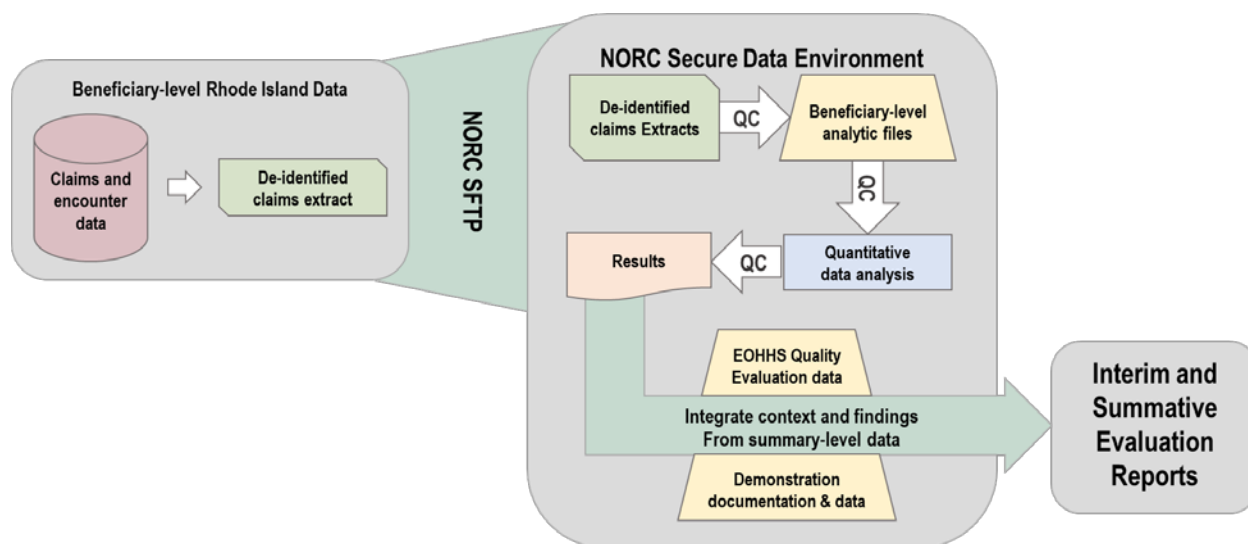 Beneficiary-level Rhode Island Data
Claims and
encounter
data
De-identified
claims extract
NORC SFTP
NORC Secure Data Environment
De-identified
claims Extracts
QC
Beneficiary-level
analytic files
QC
Quantitative
data analysis
QC
Results
EOHHS Quality
Evaluation data
Integrate context and findings
From summary-level data
Demonstration
documentation & data
Interim and
Summative
Evaluation
Reports